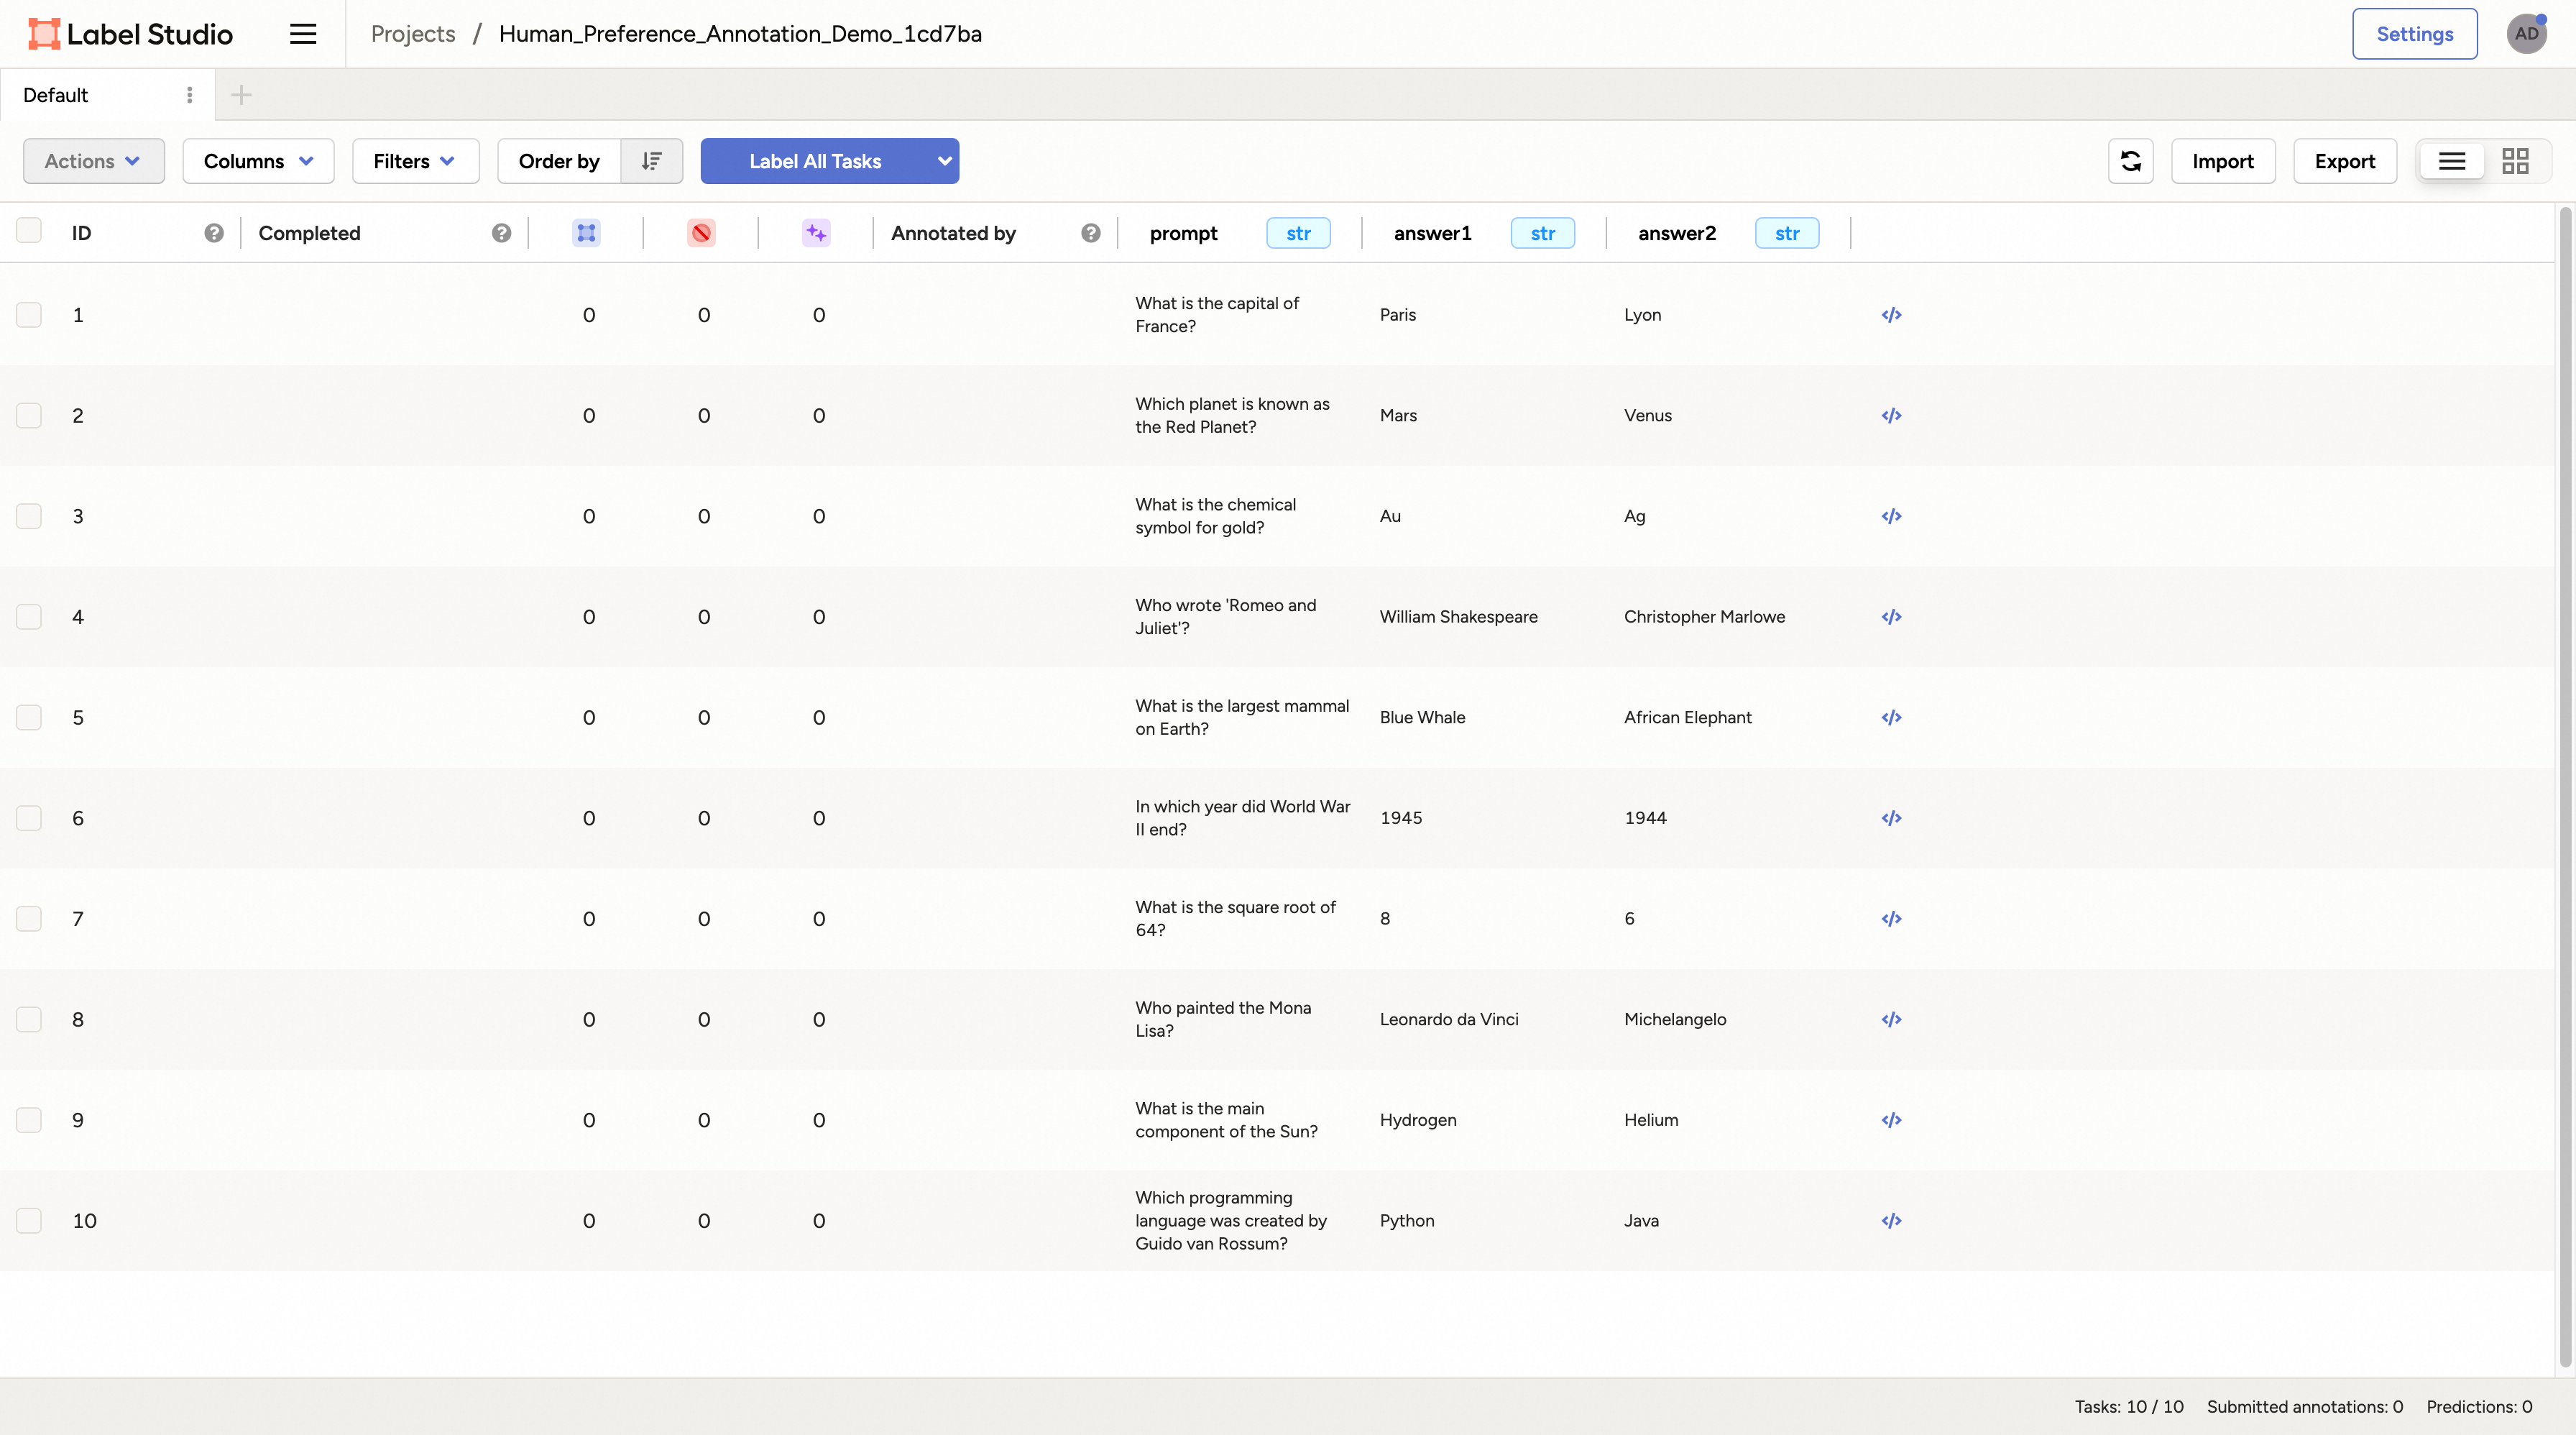 Label Studio
Projects / Human_Preference_Annotation_Demo_1cd7ba
Settings
AD
Default
Actions
Columns
Filters
Order by
Label All Tasks
Import
Export
ID ? Completed ? Annotated by ? prompt str answer1 str answer2 str
1 0 0 0 What is the capital of France? Paris Lyon </>
2 0 0 0 Which planet is known as the Red Planet? Mars Venus </>
3 0 0 0 What is the chemical symbol for gold? Au Ag </>
4 0 0 0 Who wrote 'Romeo and Juliet'? William Shakespeare Christopher Marlowe </>
5 0 0 0 What is the largest mammal on Earth? Blue Whale African Elephant </>
6 0 0 0 In which year did World War II end? 1945 1944 </>
7 0 0 0 What is the square root of 64? 8 6 </>
8 0 0 0 Who painted the Mona Lisa? Leonardo da Vinci Michelangelo </>
9 0 0 0 What is the main component of the Sun? Hydrogen Helium </>
10 0 0 0 Which programming language was created by Guido van Rossum? Python Java </>
Tasks: 10 / 10 Submitted annotations: 0 Predictions: 0